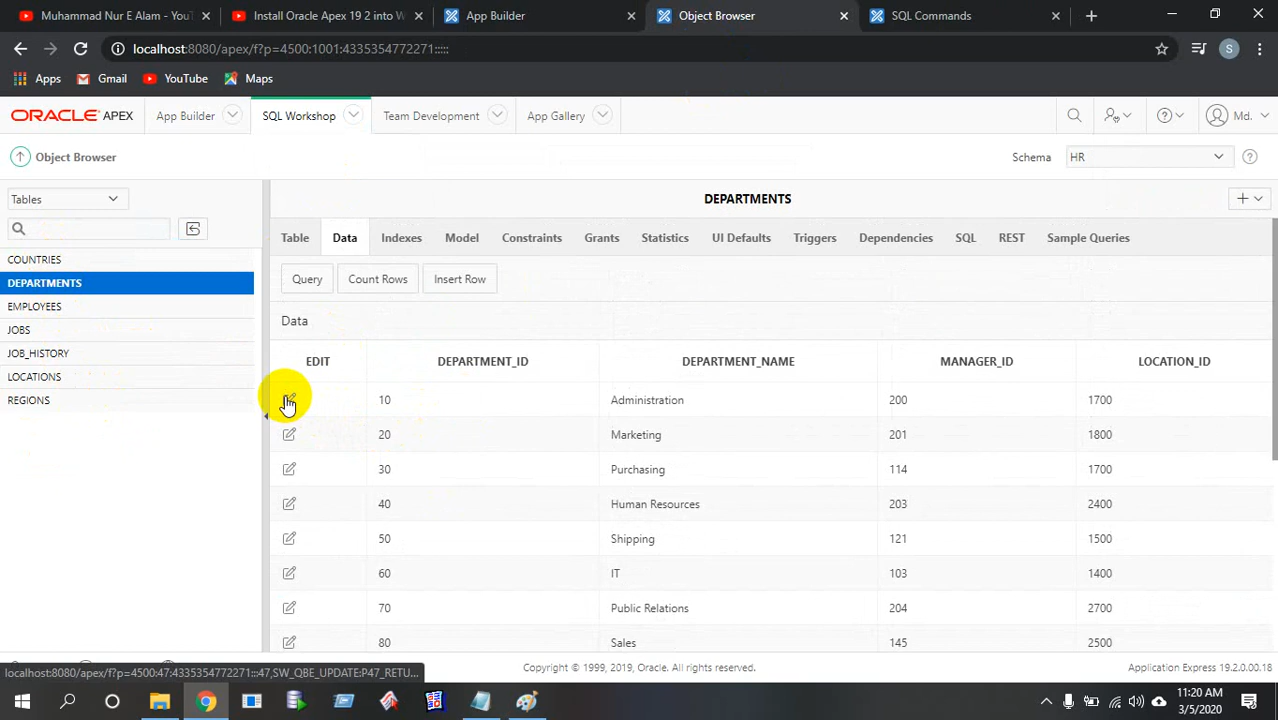 Muhammad Nur E Alam - YouT
Install Oracle Apex 19 2 into W
App Builder
Object Browser
SQL Commands
localhost:8080/apex/f?p=4500:1001:4335354772271:::::
S
Apps
Gmail
YouTube
Maps
ORACLE APEX
App Builder
SQL Workshop
Team Development
App Gallery
Md.
Object Browser
Schema
HR
Tables
DEPARTMENTS
Table
Data
Indexes
Model
Constraints
Grants
Statistics
UI Defaults
Triggers
Dependencies
SQL
REST
Sample Queries
COUNTRIES
DEPARTMENTS
EMPLOYEES
JOBS
JOB_HISTORY
LOCATIONS
REGIONS
Query
Count Rows
Insert Row
Data
EDIT DEPARTMENT_ID DEPARTMENT_NAME MANAGER_ID LOCATION_ID
10 Administration 200 1700
20 Marketing 201 1800
30 Purchasing 114 1700
40 Human Resources 203 2400
50 Shipping 121 1500
60 IT 103 1400
70 Public Relations 204 2700
80 Sales 145 2500
localhost:8080/apex/f?p=4500:47:4335354772271:::47,SW_QBE_UPDATE:P47_RETU...
Copyright © 1999, 2019, Oracle. All rights reserved.
Application Express 19.2.0.00.18
11:20 AM
3/5/2020